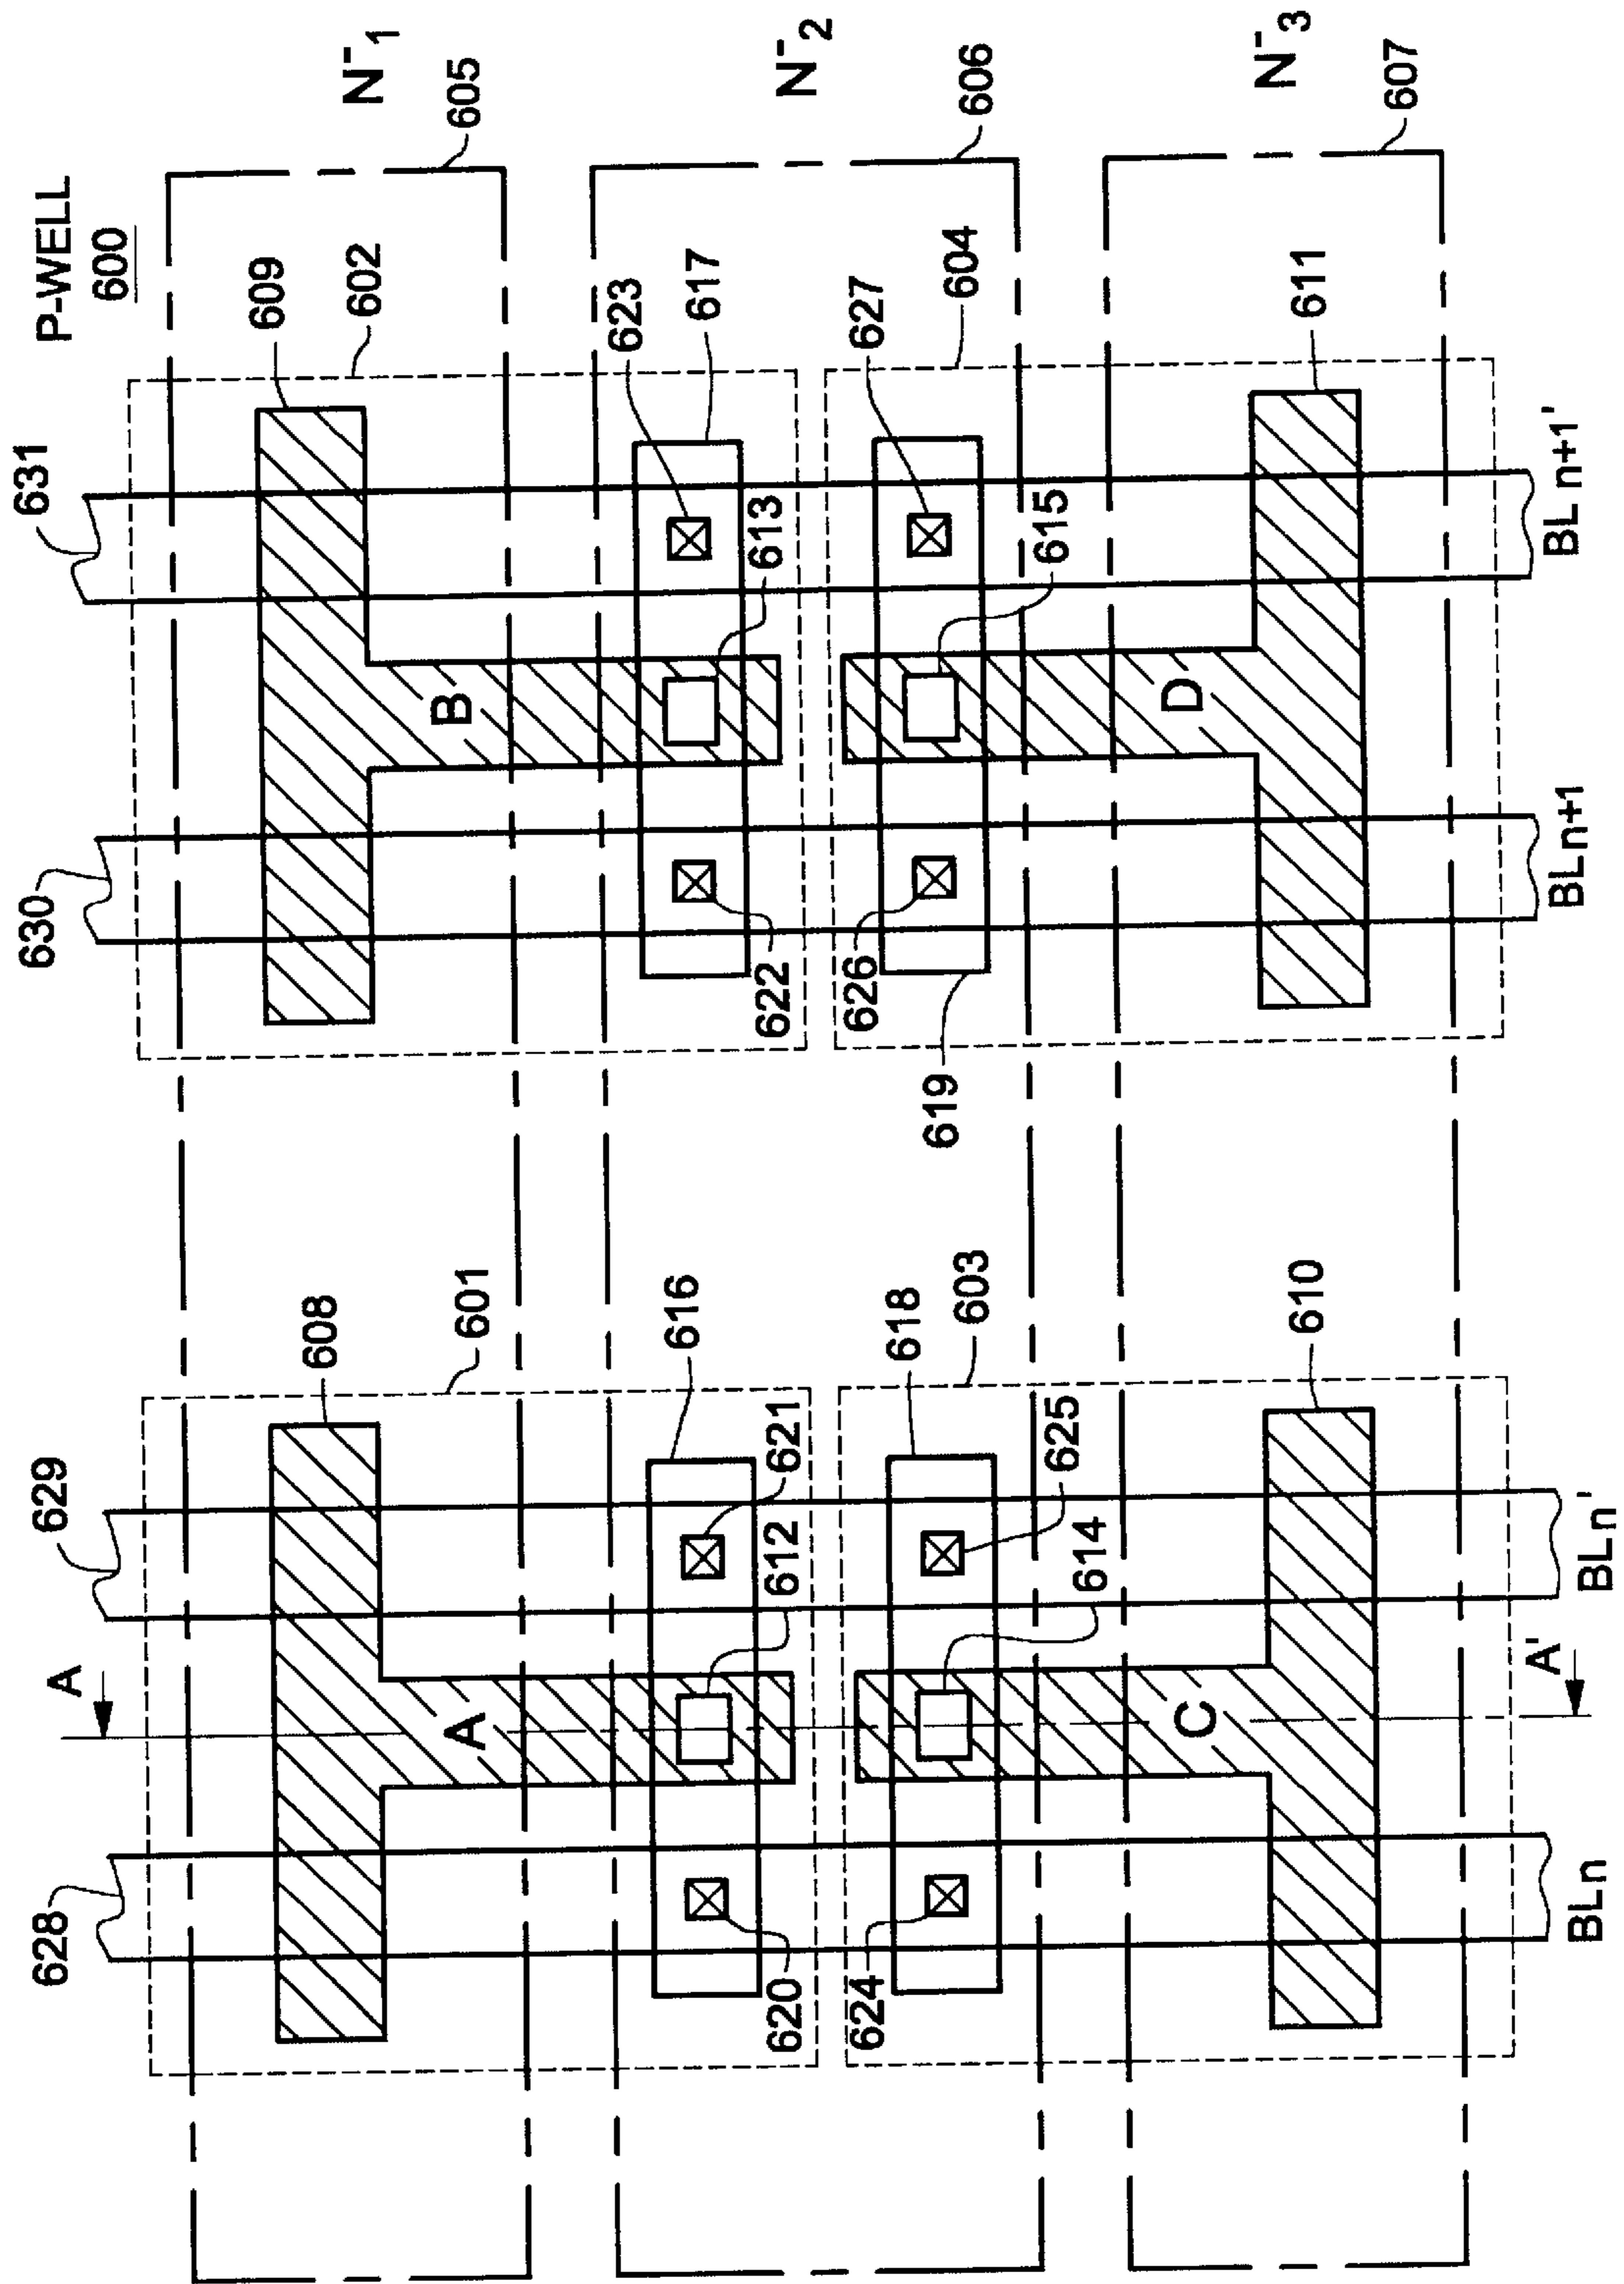 P-WELL
600
N⁻1
605
N⁻2
606
N⁻3
607
631
609
602
623
617
613
604
627
615
611
BL n+1'
B
D
630
622
626
619
BLn+1
629
608
601
616
621
612
618
603
625
614
610
BLn'
A
A
A'
C
628
620
624
BLn